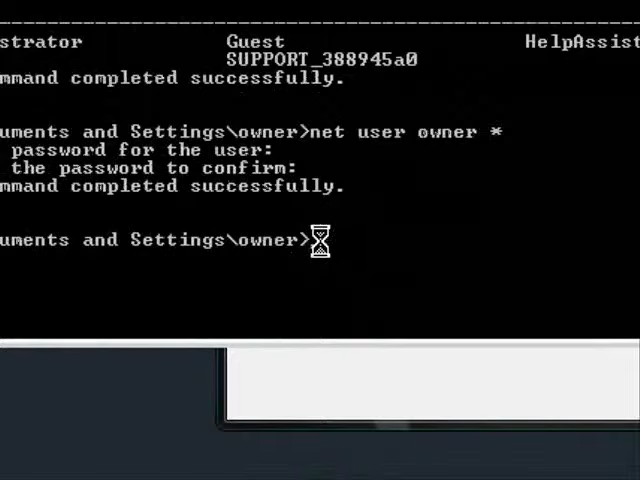 strator Guest HelpAssist
SUPPORT_388945a0
mmand completed successfully.
uments and Settings\owner>net user owner *
password for the user:
the password to confirm:
mmand completed successfully.
uments and Settings\owner>